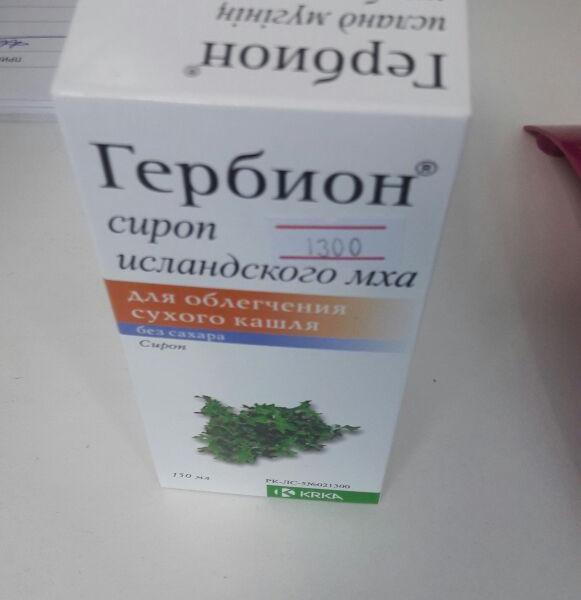 исланд мүгінің
Гербион®
Гербион®
сироп
1300
исландского мха
для облегчения
сухого кашля
без сахара
Сироп
150 мл
РК-ЛС-5№021300
KRKA